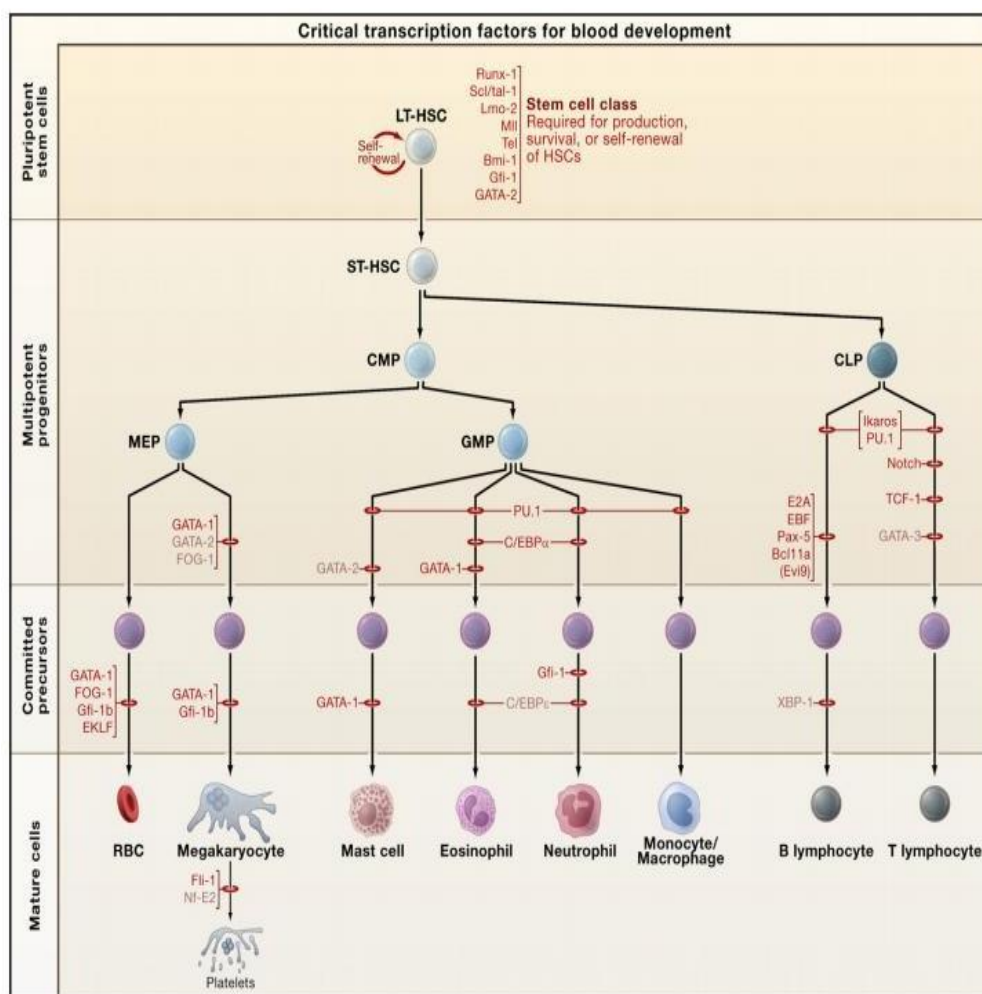 Critical transcription factors for blood development
Pluripotent
stem cells
LT-HSC
Self-
renewal
Runx-1
Scl/tal-1
Lmo-2
Mll
Tel
Bmi-1
Gfi-1
GATA-2
Stem cell class
Required for production,
survival, or self-renewal
of HSCs
Multipotent
progenitors
ST-HSC
CMP
CLP
MEP
GMP
Ikaros
PU.1
Notch
TCF-1
GATA-3
E2A
EBF
Pax-5
Bcl11a
(Evi9)
GATA-1
GATA-2
FOG-1
PU.1
C/EBPα
GATA-2
GATA-1
Committed
precursors
GATA-1
FOG-1
Gfi-1b
EKLF
GATA-1
Gfi-1b
GATA-1
Gfi-1
C/EBPε
XBP-1
Mature cells
RBC
Megakaryocyte
Mast cell
Eosinophil
Neutrophil
Monocyte/
Macrophage
B lymphocyte
T lymphocyte
Fli-1
Nf-E2
Platelets